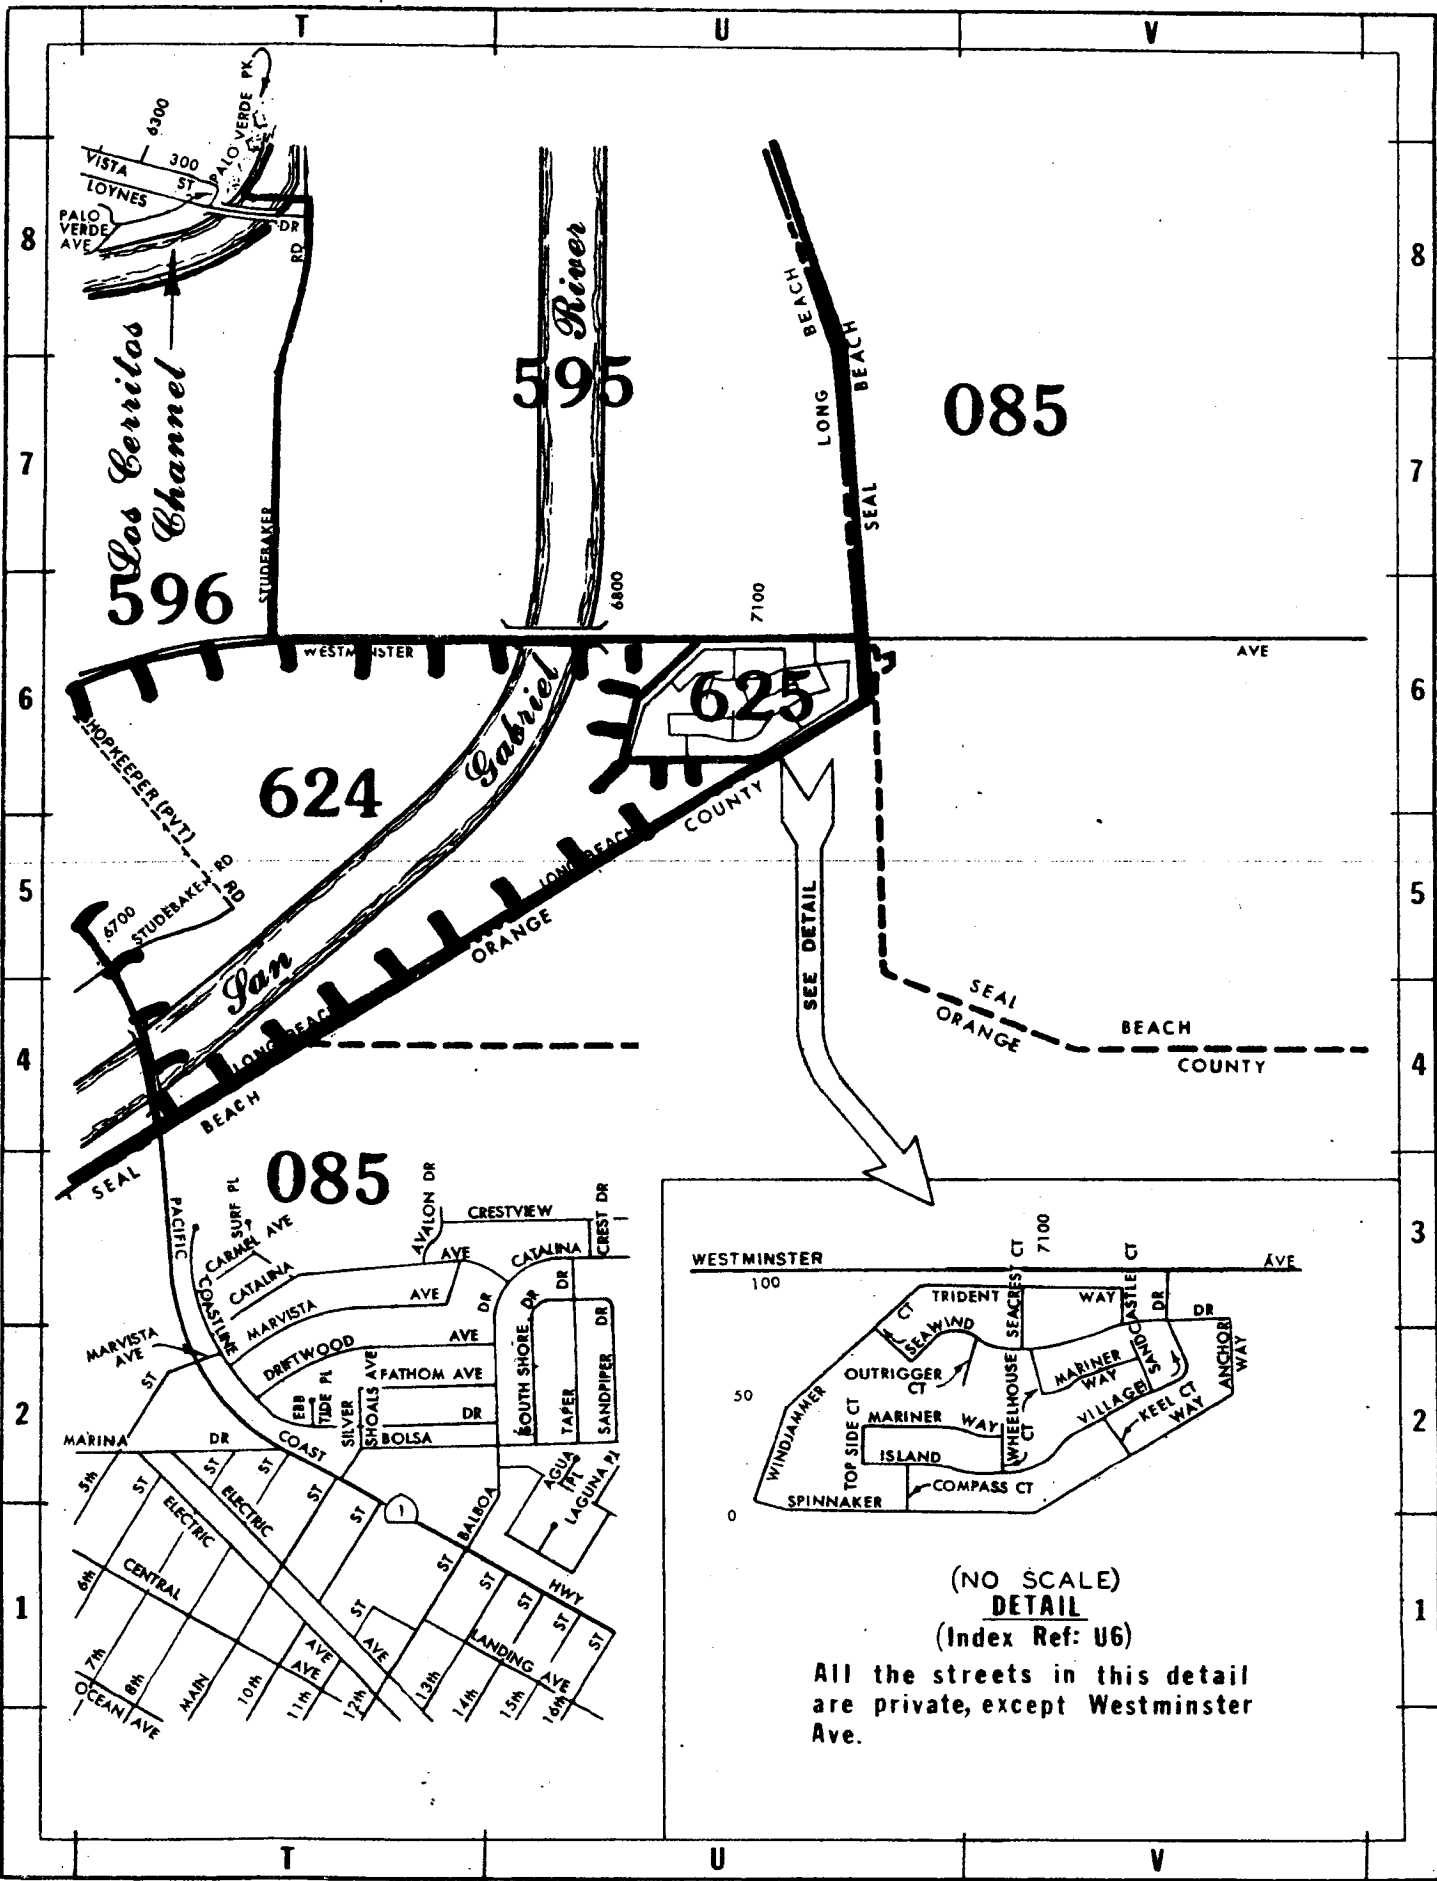 T U V
8
7
6
5
4
3
2
1
8
7
6
5
4
3
2
1
T U V
PALO VERDE PK
6300
VISTA
300
ST
LOYNES
DR
PALO
VERDE
AVE
RD
Los Cerritos
Channel
River
595
BEACH
BEACH
LONG
SEAL
085
STUDEBAKER
596
6800
7100
WESTMINSTER
AVE
625
Gabriel
HOPKEEPER (PVT)
RD
624
COUNTY
LONG BEACH
ORANGE
6700
STUDEBAKER RD
San
SEE DETAIL
SEAL
ORANGE
BEACH
COUNTY
LONG BEACH
BEACH
SEAL
085
PACIFIC
SURF PL
CARMEL AVE
COASTLINE
CATALINA
AVE
AVALON DR
CRESTVIEW
CREST DR
CATALINA
MARVISTA
AVE
DR
DR
DR
DR
MARVISTA
AVE
ST
DRIFTWOOD
AVE
EBB
TIDE PL
SILVER
SHOALS AVE
FATHOM AVE
DR
BOLSA
SOUTH SHORE
TAPER
SANDPIPER
MARINA
DR
COAST
ST
ST
ST
ST
ST
1
BALBOA
AGUA
PL
LAGUNA PL
ELECTRIC
ELECTRIC
CENTRAL
5th
6th
7th
8th
MAIN
10th
11th
12th
13th
14th
15th
16th
OCEAN AVE
AVE
AVE
AVE
ST
ST
ST
ST
ST
ST
HWY
LANDING AVE
WESTMINSTER
100
7100
AVE
TRIDENT
WAY
SEACREST CT
CASTLE CT
SAND
DR
DR
CT
SEAWIND
OUTRIGGER
CT
MARINER
WAY
ANCHOR
WAY
50
WINDJAMMER
TOP SIDE CT
MARINER WAY
WHEELHOUSE
CT
VILLAGE
KEEL CT
WAY
ISLAND
COMPASS CT
0
SPINNAKER
(NO SCALE)
DETAIL
(Index Ref: U6)
All the streets in this detail
are private, except Westminster
Ave.